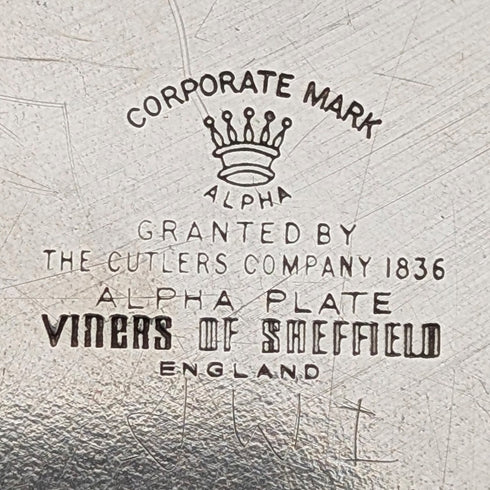 CORPORATE MARK
ALPHA
GRANTED BY
THE CUTLERS COMPANY 1836
ALPHA PLATE
VINERS OF SHEFFIELD
ENGLAND